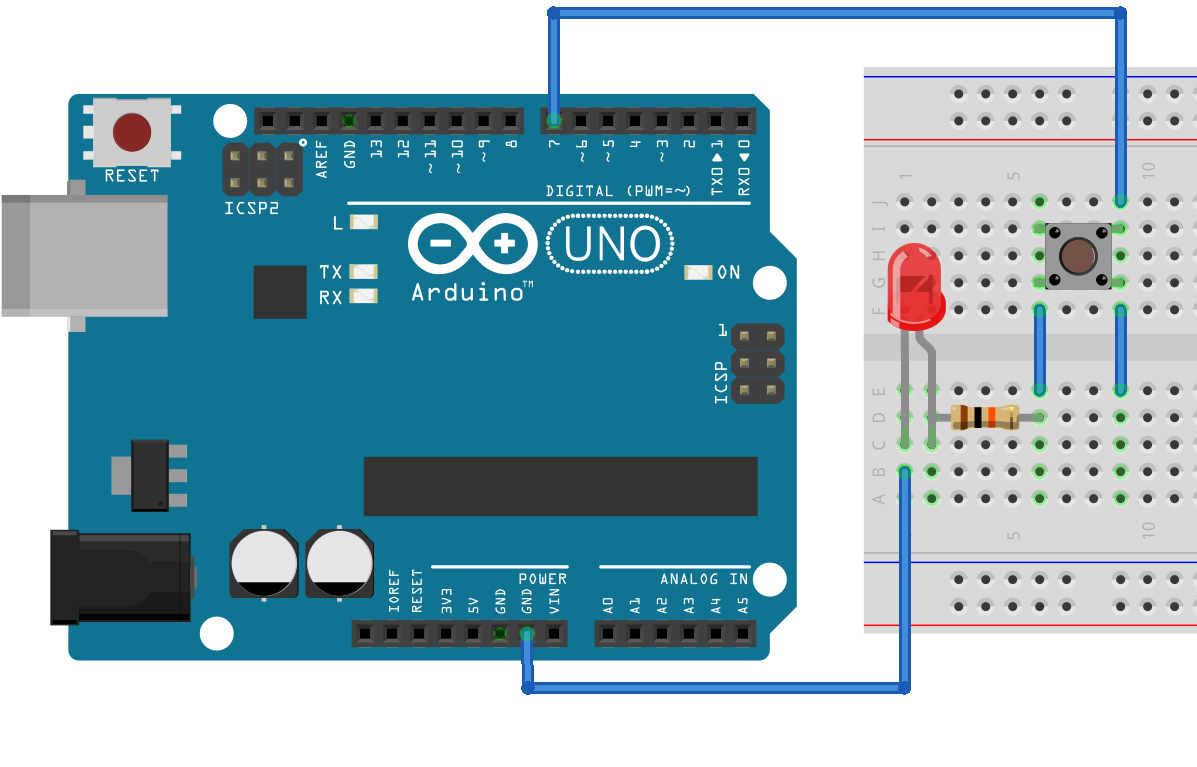 RESET
ICSP2
AREF
GND
13
12
~11
~10
~9
8
7
~6
~5
4
~3
2
TX0▶1
RX0◀0
DIGITAL (PWM=~)
L
TX
RX
UNO
Arduino™
ON
1
ICSP
IOREF
RESET
3V3
5V
GND
GND
VIN
POWER
A0
A1
A2
A3
A4
A5
ANALOG IN
1
5
10
J
I
H
G
F
E
D
C
B
A
5
10